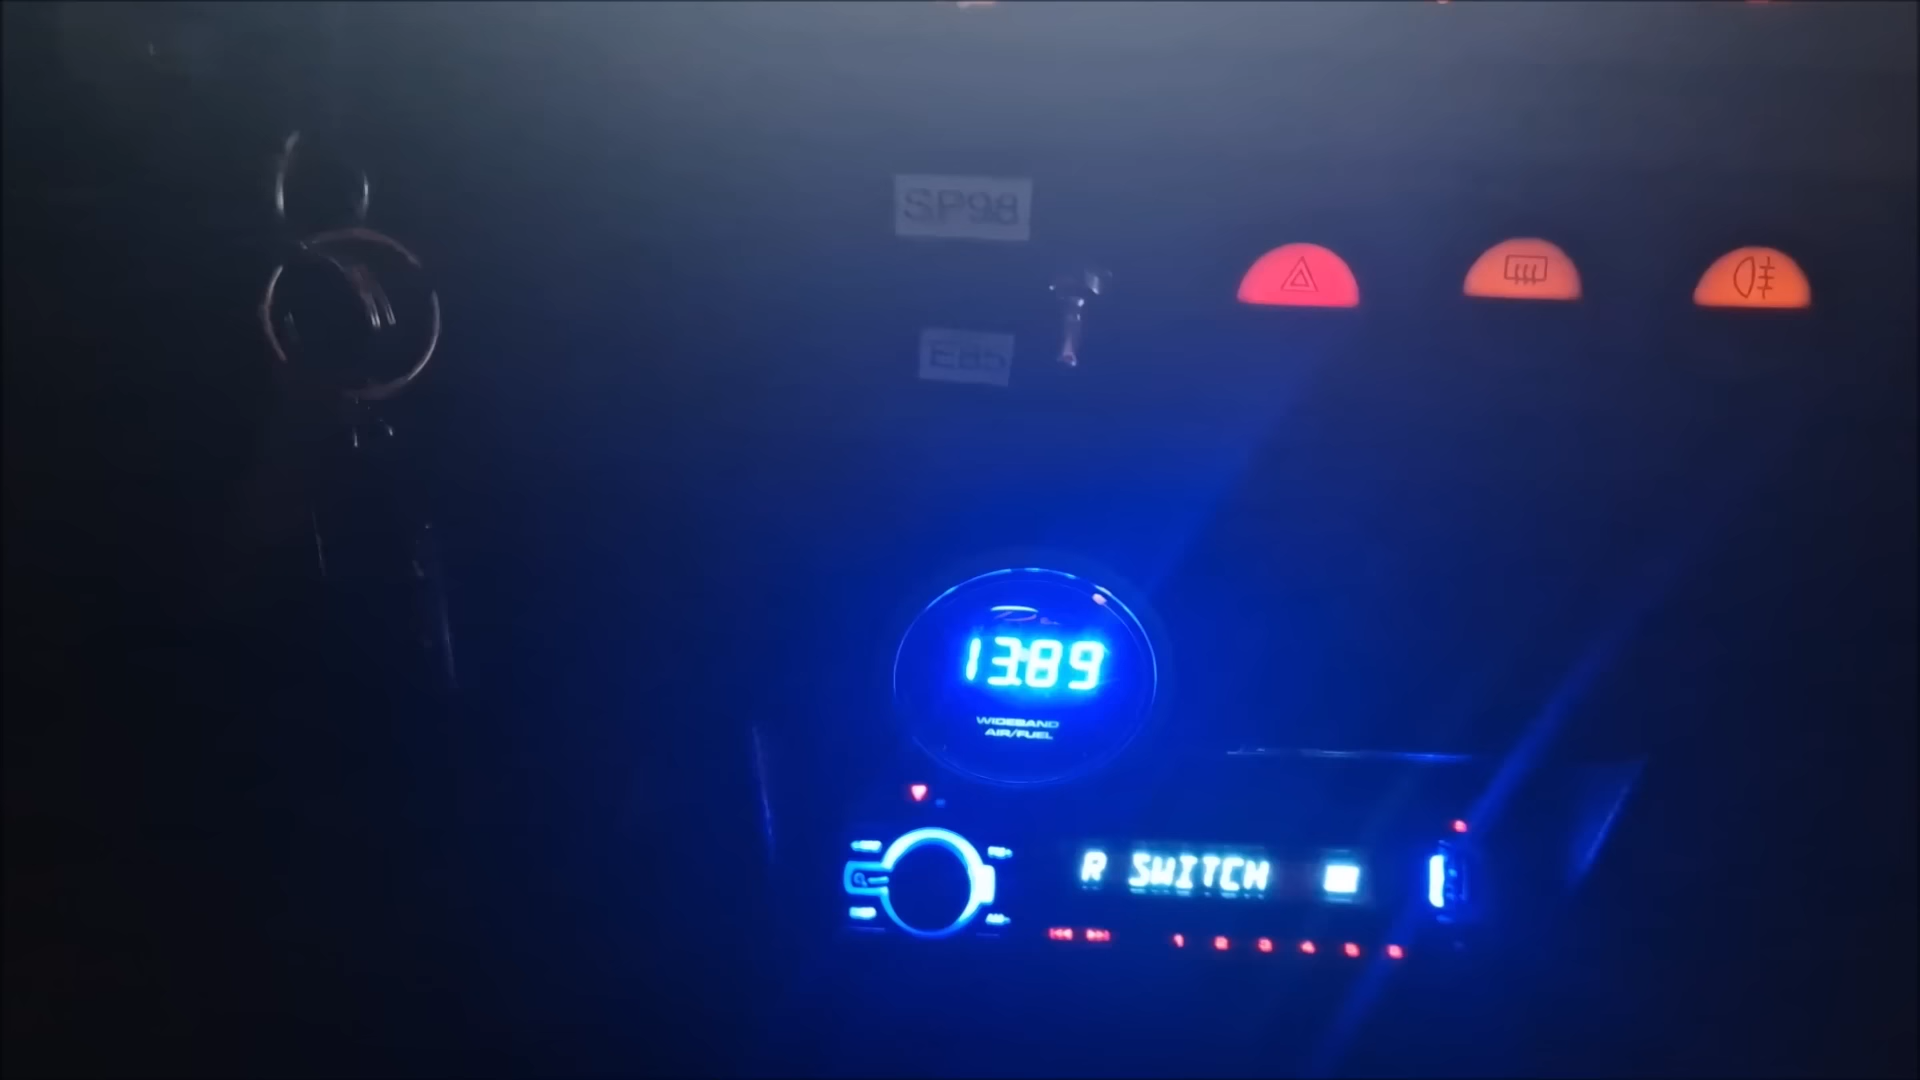 SP98
E85
13.89
WIDEBAND
AIR/FUEL
R SWITCH
1 2 3 4 5 6